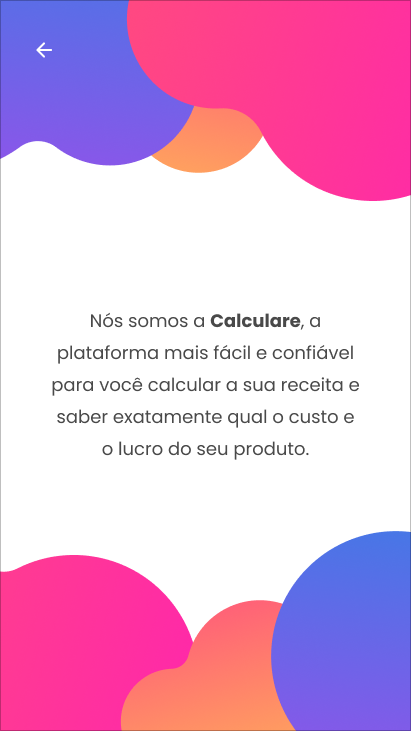 Nós somos a Calculare, a
plataforma mais fácil e confiável
para você calcular a sua receita e
saber exatamente qual o custo e
o lucro do seu produto.